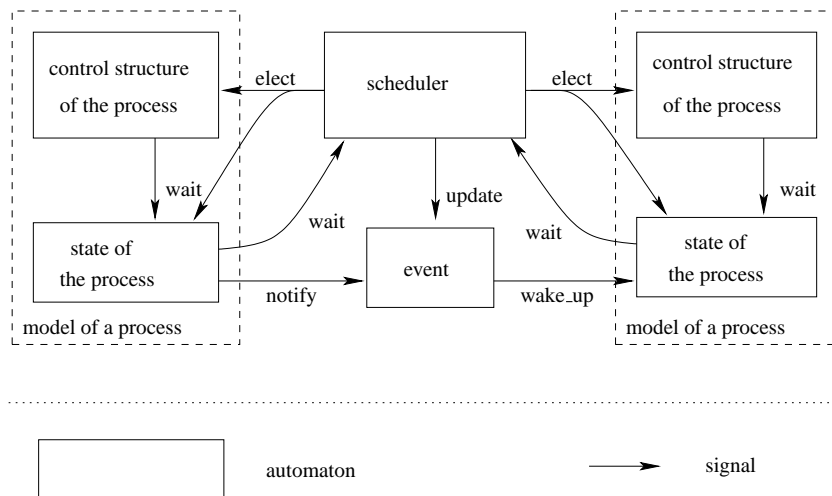 control structure
of the process
elect
scheduler
elect
control structure
of the process
wait
wait
update
wait
wait
state of
the process
notify
event
wake_up
state of
the process
model of a process
model of a process
automaton
signal